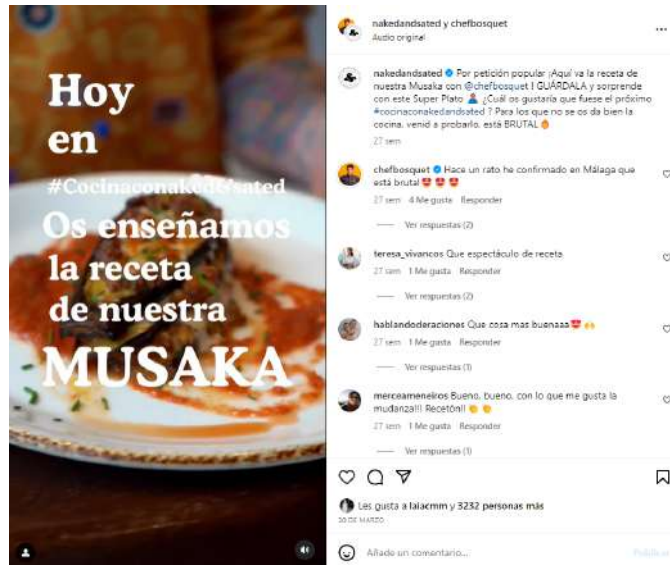 Hoy
en
#Cocinaconakedansated
Os enseñamos
la receta
de nuestra
MUSAKA
nakedandsated y chefbosquet
Audio original
nakedandsated Por petición popular ¡Aquí va la receta de
nuestra Musaka con @chefbosquet ! GUÁRDALA y sorprende
con este Super Plato ¿Cuál os gustaría que fuese el próximo
#cocinaconakedandsated ? Para los que no se os da bien la
cocina, venid a probarlo, está BRUTAL
27 sem
chefbosquet Hace un rato he confirmado en Málaga que
está brutal
27 sem 4 Me gusta Responder
Ver respuestas (2)
teresa_vivancos Que espectáculo de receta
27 sem 1 Me gusta Responder
Ver respuestas (2)
hablandoderaciones Que cosa mas buenaaa
27 sem 1 Me gusta Responder
Ver respuestas (1)
merceameneiros Bueno, bueno, con lo que me gusta la
mudanza!!! Recetón!!
27 sem 1 Me gusta Responder
Ver respuestas (1)
Les gusta a lalacmm y 3232 personas más
30 DE MARZO
Añade un comentario...
Publicar